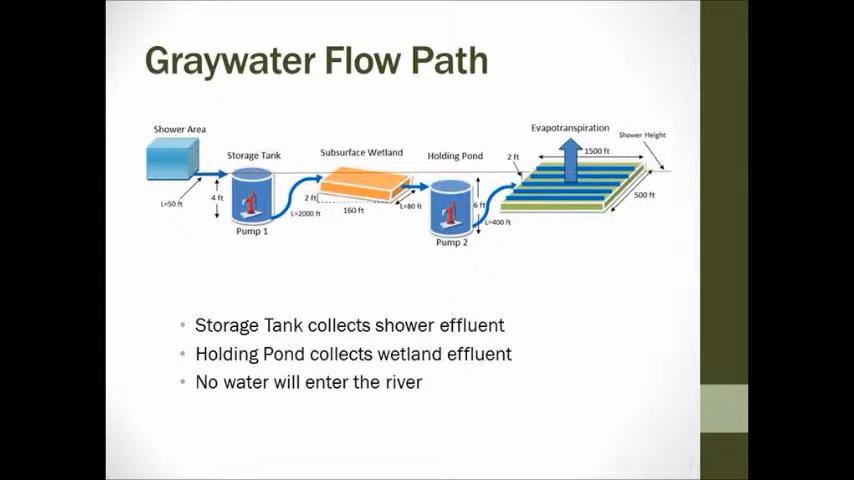 Graywater Flow Path
Shower Area
Storage Tank
Subsurface Wetland
Holding Pond
Evapotranspiration
Shower Height
1500 ft
2 ft
500 ft
L=50 ft
4 ft
Pump 1
L=2000 ft
2 ft
160 ft
L=80 ft
6 ft
Pump 2
L=400 ft
• Storage Tank collects shower effluent
• Holding Pond collects wetland effluent
• No water will enter the river